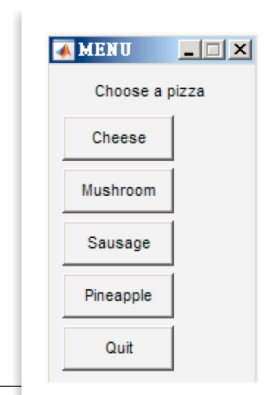 MENU
Choose a pizza
Cheese
Mushroom
Sausage
Pineapple
Quit